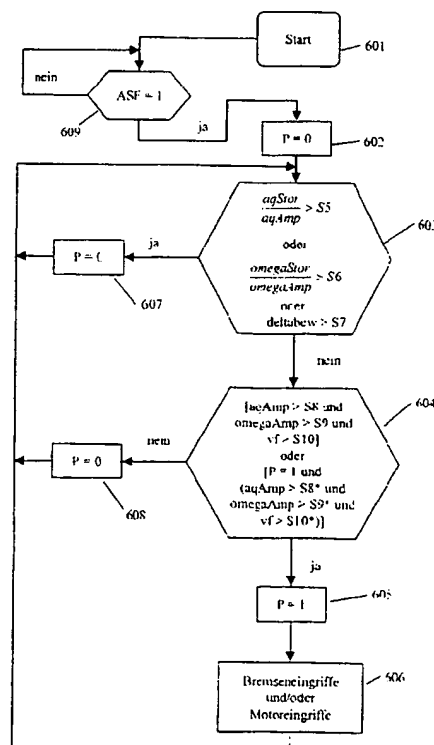 Start
601
nein
ASF = 1
609
ja
P = 0
602
aqStor
aqAmp
> S5
oder
omegaStor
omegaAmp
> S6
oder
deltabew > S7
603
ja
P = 0
607
nein
[aqAmp > S8 und
omegaAmp >
S9 und
vf > S10]
oder
[P = 1 und
(aqAmp > S8* und
omegaAmp > S9* und
vf > S10*)]
604
nein
P = 0
608
ja
P = 1
605
Bremseneingriffe
und/oder
Motoreingriffe
606